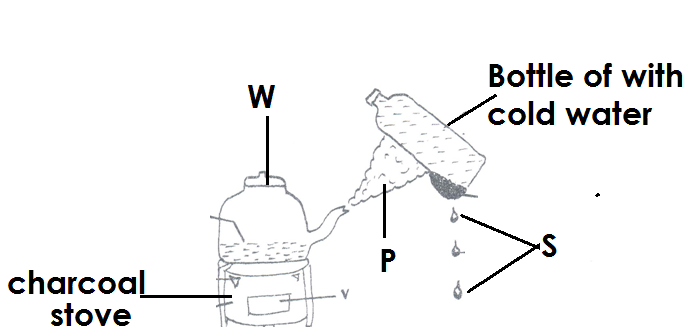 Bottle of with
cold water
W
P
S
charcoal
stove
v